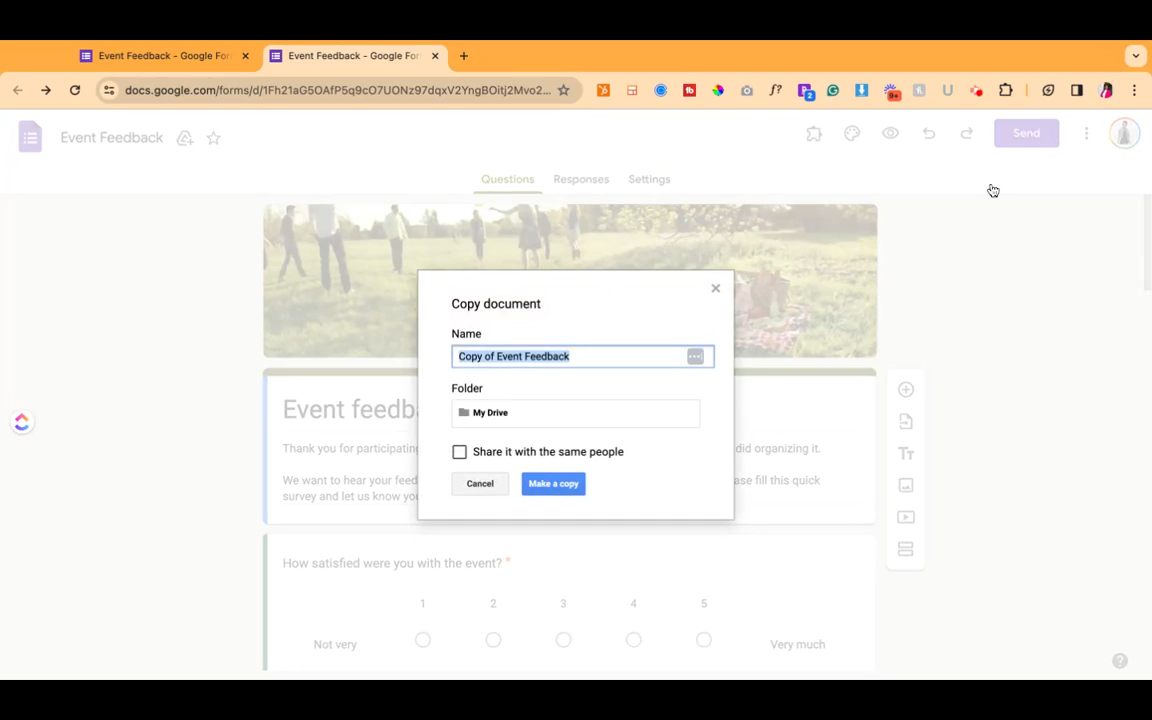 Event Feedback - Google For
Event Feedback - Google For
docs.google.com/forms/d/1Fh21aG5OAfP5q9cO7UONz97dqxV2YngBOitj2Mvo2...
2
9+
Event Feedback
Send
Questions
Responses
Settings
Copy document
Name
Copy of Event Feedback
Folder
My Drive
Share it with the same people
Cancel
Make a copy
Event feedba
Thank you for participating
did organizing it.
We want to hear your feed
ase fill this quick
survey and let us know you
How satisfied were you with the event? *
1 2 3 4 5
Not very
Very much